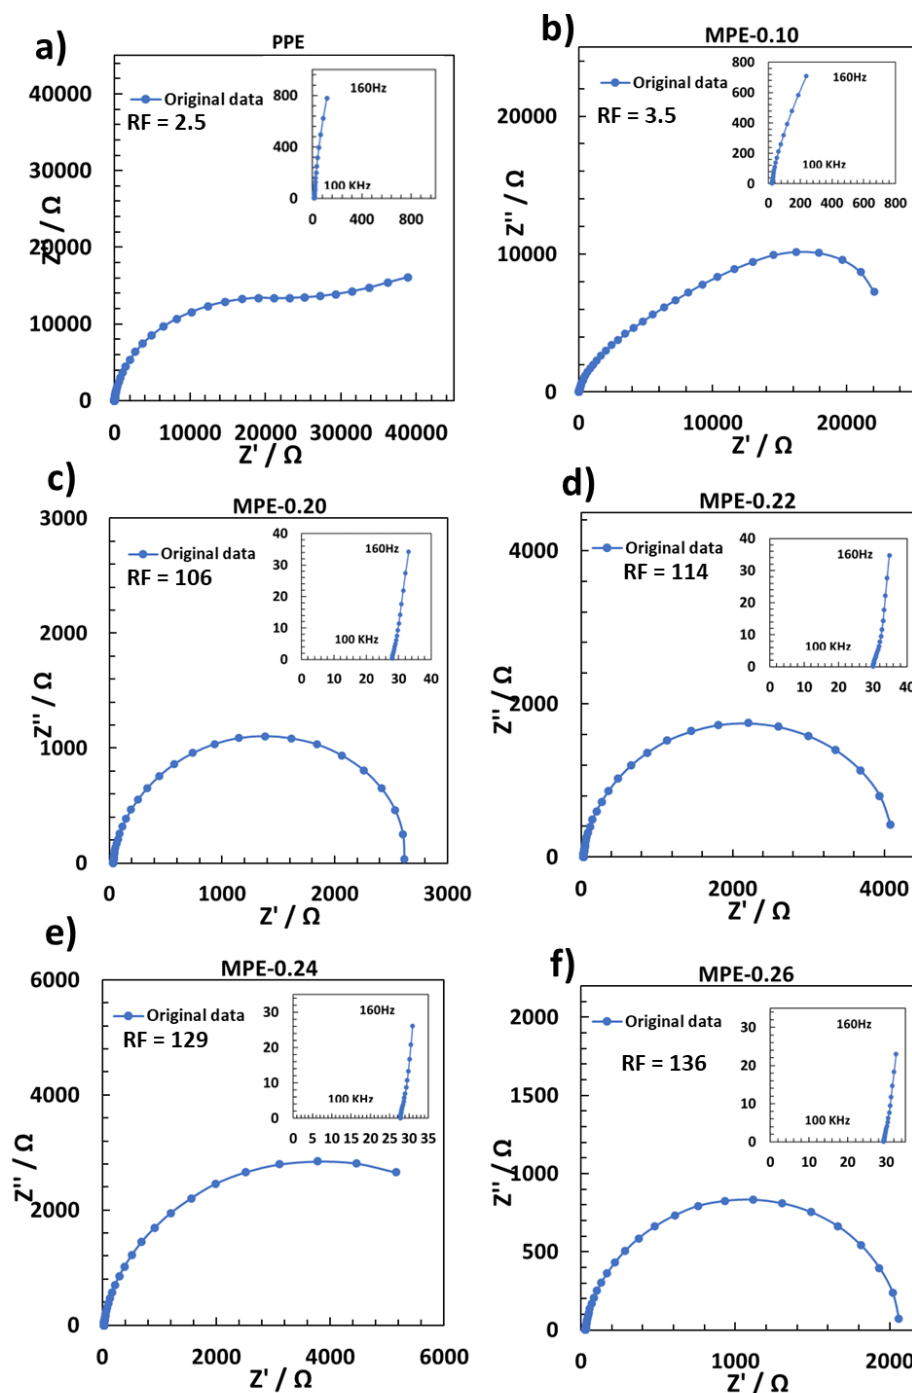 a)
PPE
Original data
RF = 2.5
160Hz
100 KHz
800
400
0
0 400 800
40000
30000
20000
10000
0
Z'' / Ω
0 10000 20000 30000 40000
Z' / Ω
b)
MPE-0.10
Original data
RF = 3.5
160Hz
100 KHz
800
600
400
200
0
0 200 400 600 800
20000
10000
0
Z'' / Ω
0 10000 20000
Z' / Ω
c)
MPE-0.20
Original data
RF = 106
160Hz
100 KHz
40
30
20
10
0
0 10 20 30 40
3000
2000
1000
0
Z'' / Ω
0 1000 2000 3000
Z' / Ω
d)
MPE-0.22
Original data
RF = 114
160Hz
100 KHz
40
30
20
10
0
0 10 20 30 40
4000
2000
0
Z'' / Ω
0 2000 4000
Z' / Ω
e)
MPE-0.24
Original data
RF = 129
160Hz
100 KHz
30
20
10
0
0 5 10 15 20 25 30 35
6000
4000
2000
0
Z'' / Ω
0 2000 4000 6000
Z' / Ω
f)
MPE-0.26
Original data
RF = 136
160Hz
100 KHz
30
20
10
0
0 10 20 30
2000
1500
1000
500
0
Z'' / Ω
0 1000 2000
Z' / Ω